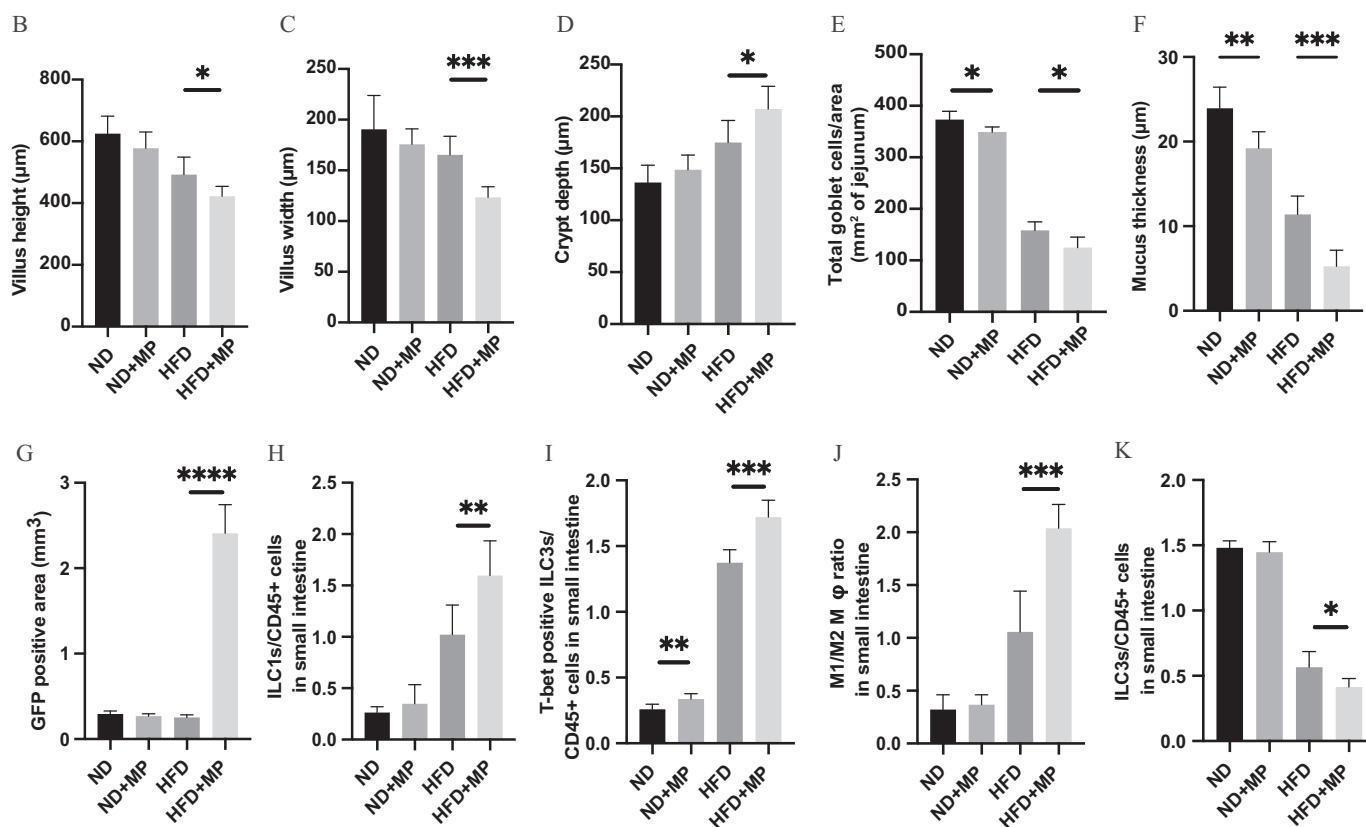 B
Villus height (µm)
800
600
400
200
0
*
ND
ND+MP
HFD
HFD+MP
C
Villus width (µm)
250
200
150
100
50
0
***
ND
ND+MP
HFD
HFD+MP
D
Crypt depth (µm)
250
200
150
100
50
0
*
ND
ND+MP
HFD
HFD+MP
E
Total goblet cells/area
(mm² of jejunum)
500
400
300
200
100
0
*
*
ND
ND+MP
HFD
HFD+MP
F
Mucus thickness (µm)
30
20
10
0
**
***
ND
ND+MP
HFD
HFD+MP
G
GFP positive area (mm³)
3
2
1
0
****
ND
ND+MP
HFD
HFD+MP
H
ILC1s/CD45+ cells
in small intestine
2.5
2.0
1.5
1.0
0.5
0.0
**
ND
ND+MP
HFD
HFD+MP
I
T-bet positive ILC3s/
CD45+ cells in small intestine
2.0
1.5
1.0
0.5
0.0
**
***
ND
ND+MP
HFD
HFD+MP
J
M1/M2 M φ ratio
in small intestine
2.5
2.0
1.5
1.0
0.5
0.0
***
ND
ND+MP
HFD
HFD+MP
K
ILC3s/CD45+ cells
in small intestine
2.0
1.5
1.0
0.5
0.0
*
ND
ND+MP
HFD
HFD+MP